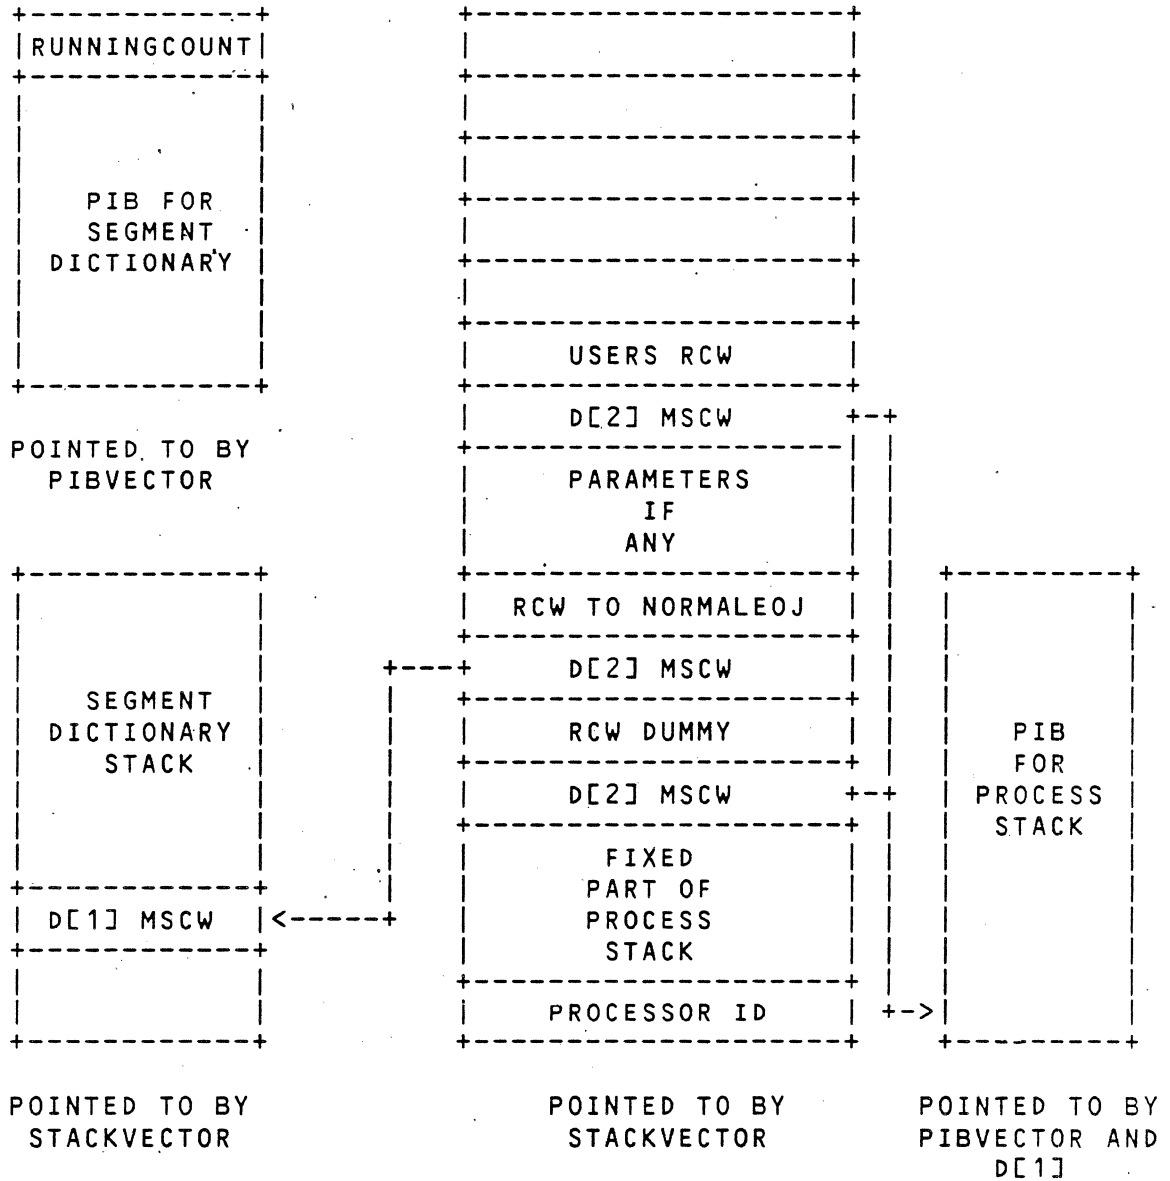 RUNNINGCOUNT
PIB FOR
SEGMENT
DICTIONARY
POINTED TO BY
PIBVECTOR
SEGMENT
DICTIONARY
STACK
D[1] MSCW
POINTED TO BY
STACKVECTOR
USERS RCW
D[2] MSCW
PARAMETERS
IF
ANY
RCW TO NORMALEOJ
D[2] MSCW
RCW DUMMY
D[2] MSCW
FIXED
PART OF
PROCESS
STACK
PROCESSOR ID
POINTED TO BY
STACKVECTOR
PIB
FOR
PROCESS
STACK
POINTED TO BY
PIBVECTOR AND
D[1]